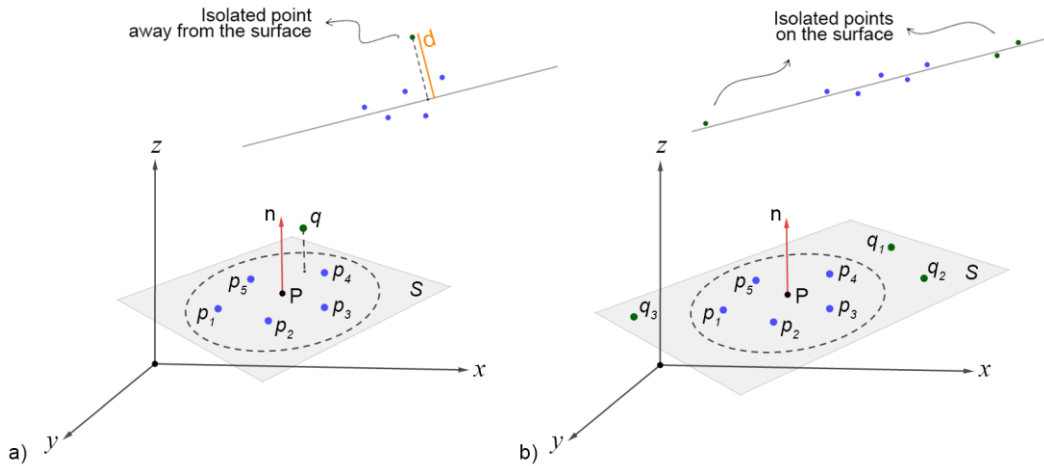 Isolated point
away from the surface
d
z
n
q
p5
p4
S
P
p1
p3
p2
x
y
a)
Isolated points
on the surface
z
n
q1
p4
q2
S
p5
P
q3
p1
p3
p2
x
y
b)